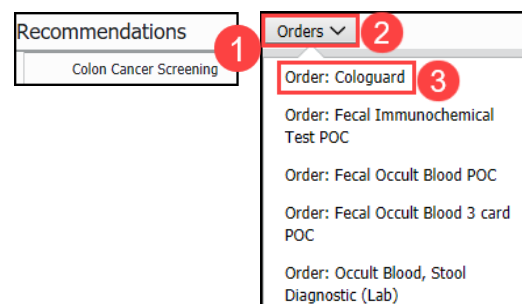 Recommendations
1
Colon Cancer Screening
Orders
2
Order: Cologuard
3
Order: Fecal Immunochemical
Test POC
Order: Fecal Occult Blood POC
Order: Fecal Occult Blood 3 card
POC
Order: Occult Blood, Stool
Diagnostic (Lab)